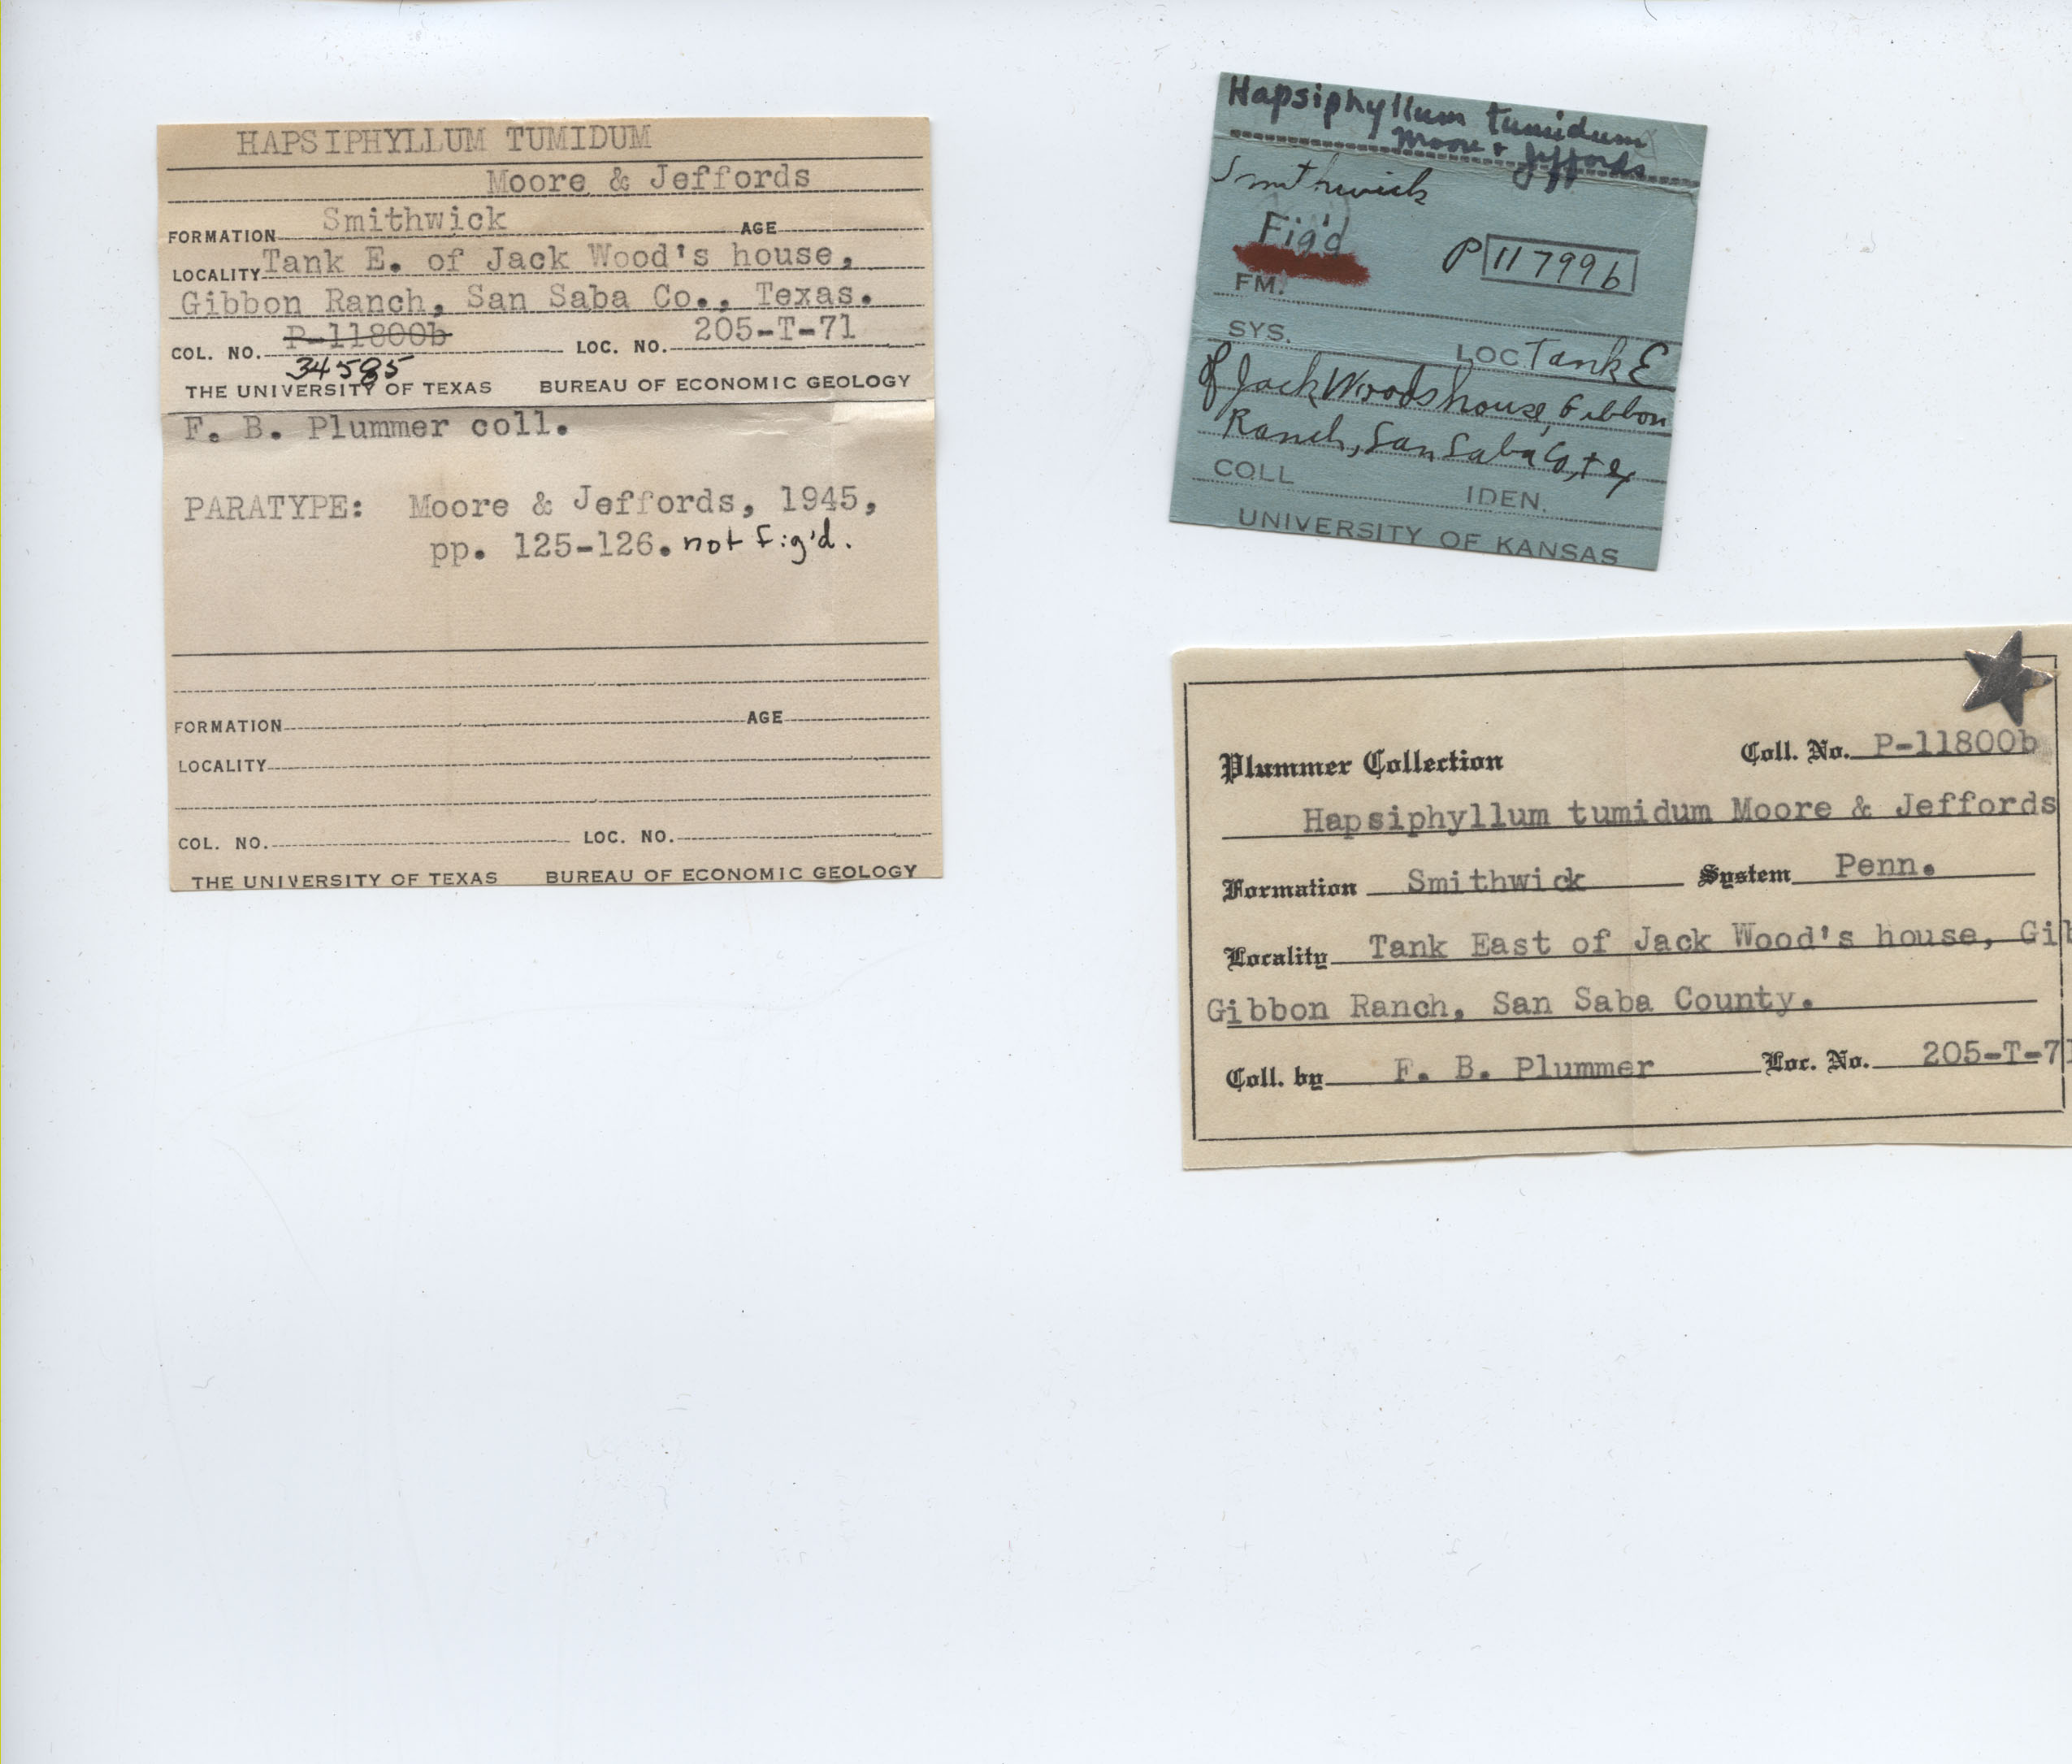 HAPSIPHYLLUM TUMIDUM
Moore & Jeffords
FORMATION Smithwick AGE
LOCALITY Tank E. of Jack Wood's house,
Gibbon Ranch, San Saba Co., Texas.
COL. NO. P-11800b LOC. NO. 205-T-71
34585
THE UNIVERSITY OF TEXAS BUREAU OF ECONOMIC GEOLOGY
F. B. Plummer coll.
PARATYPE: Moore & Jeffords, 1945,
pp. 125-126. not fig'd.
FORMATION AGE
LOCALITY
COL. NO. LOC. NO.
THE UNIVERSITY OF TEXAS BUREAU OF ECONOMIC GEOLOGY
Hapsiphyllum tumidum
Moore & Jeffords
Smithwick
Fig'd
P 11799b
FM.
SYS.
LOC Tank E
of Jack Woods house, Gibbon
Ranch, San Saba Co, Tex
COLL
IDEN.
UNIVERSITY OF KANSAS
Plummer Collection Coll. No. P-11800b
Hapsiphyllum tumidum Moore & Jeffords
Formation Smithwick System Penn.
Locality Tank East of Jack Wood's house, Gib
Gibbon Ranch, San Saba County.
Coll. by F. B. Plummer Loc. No. 205-T-71